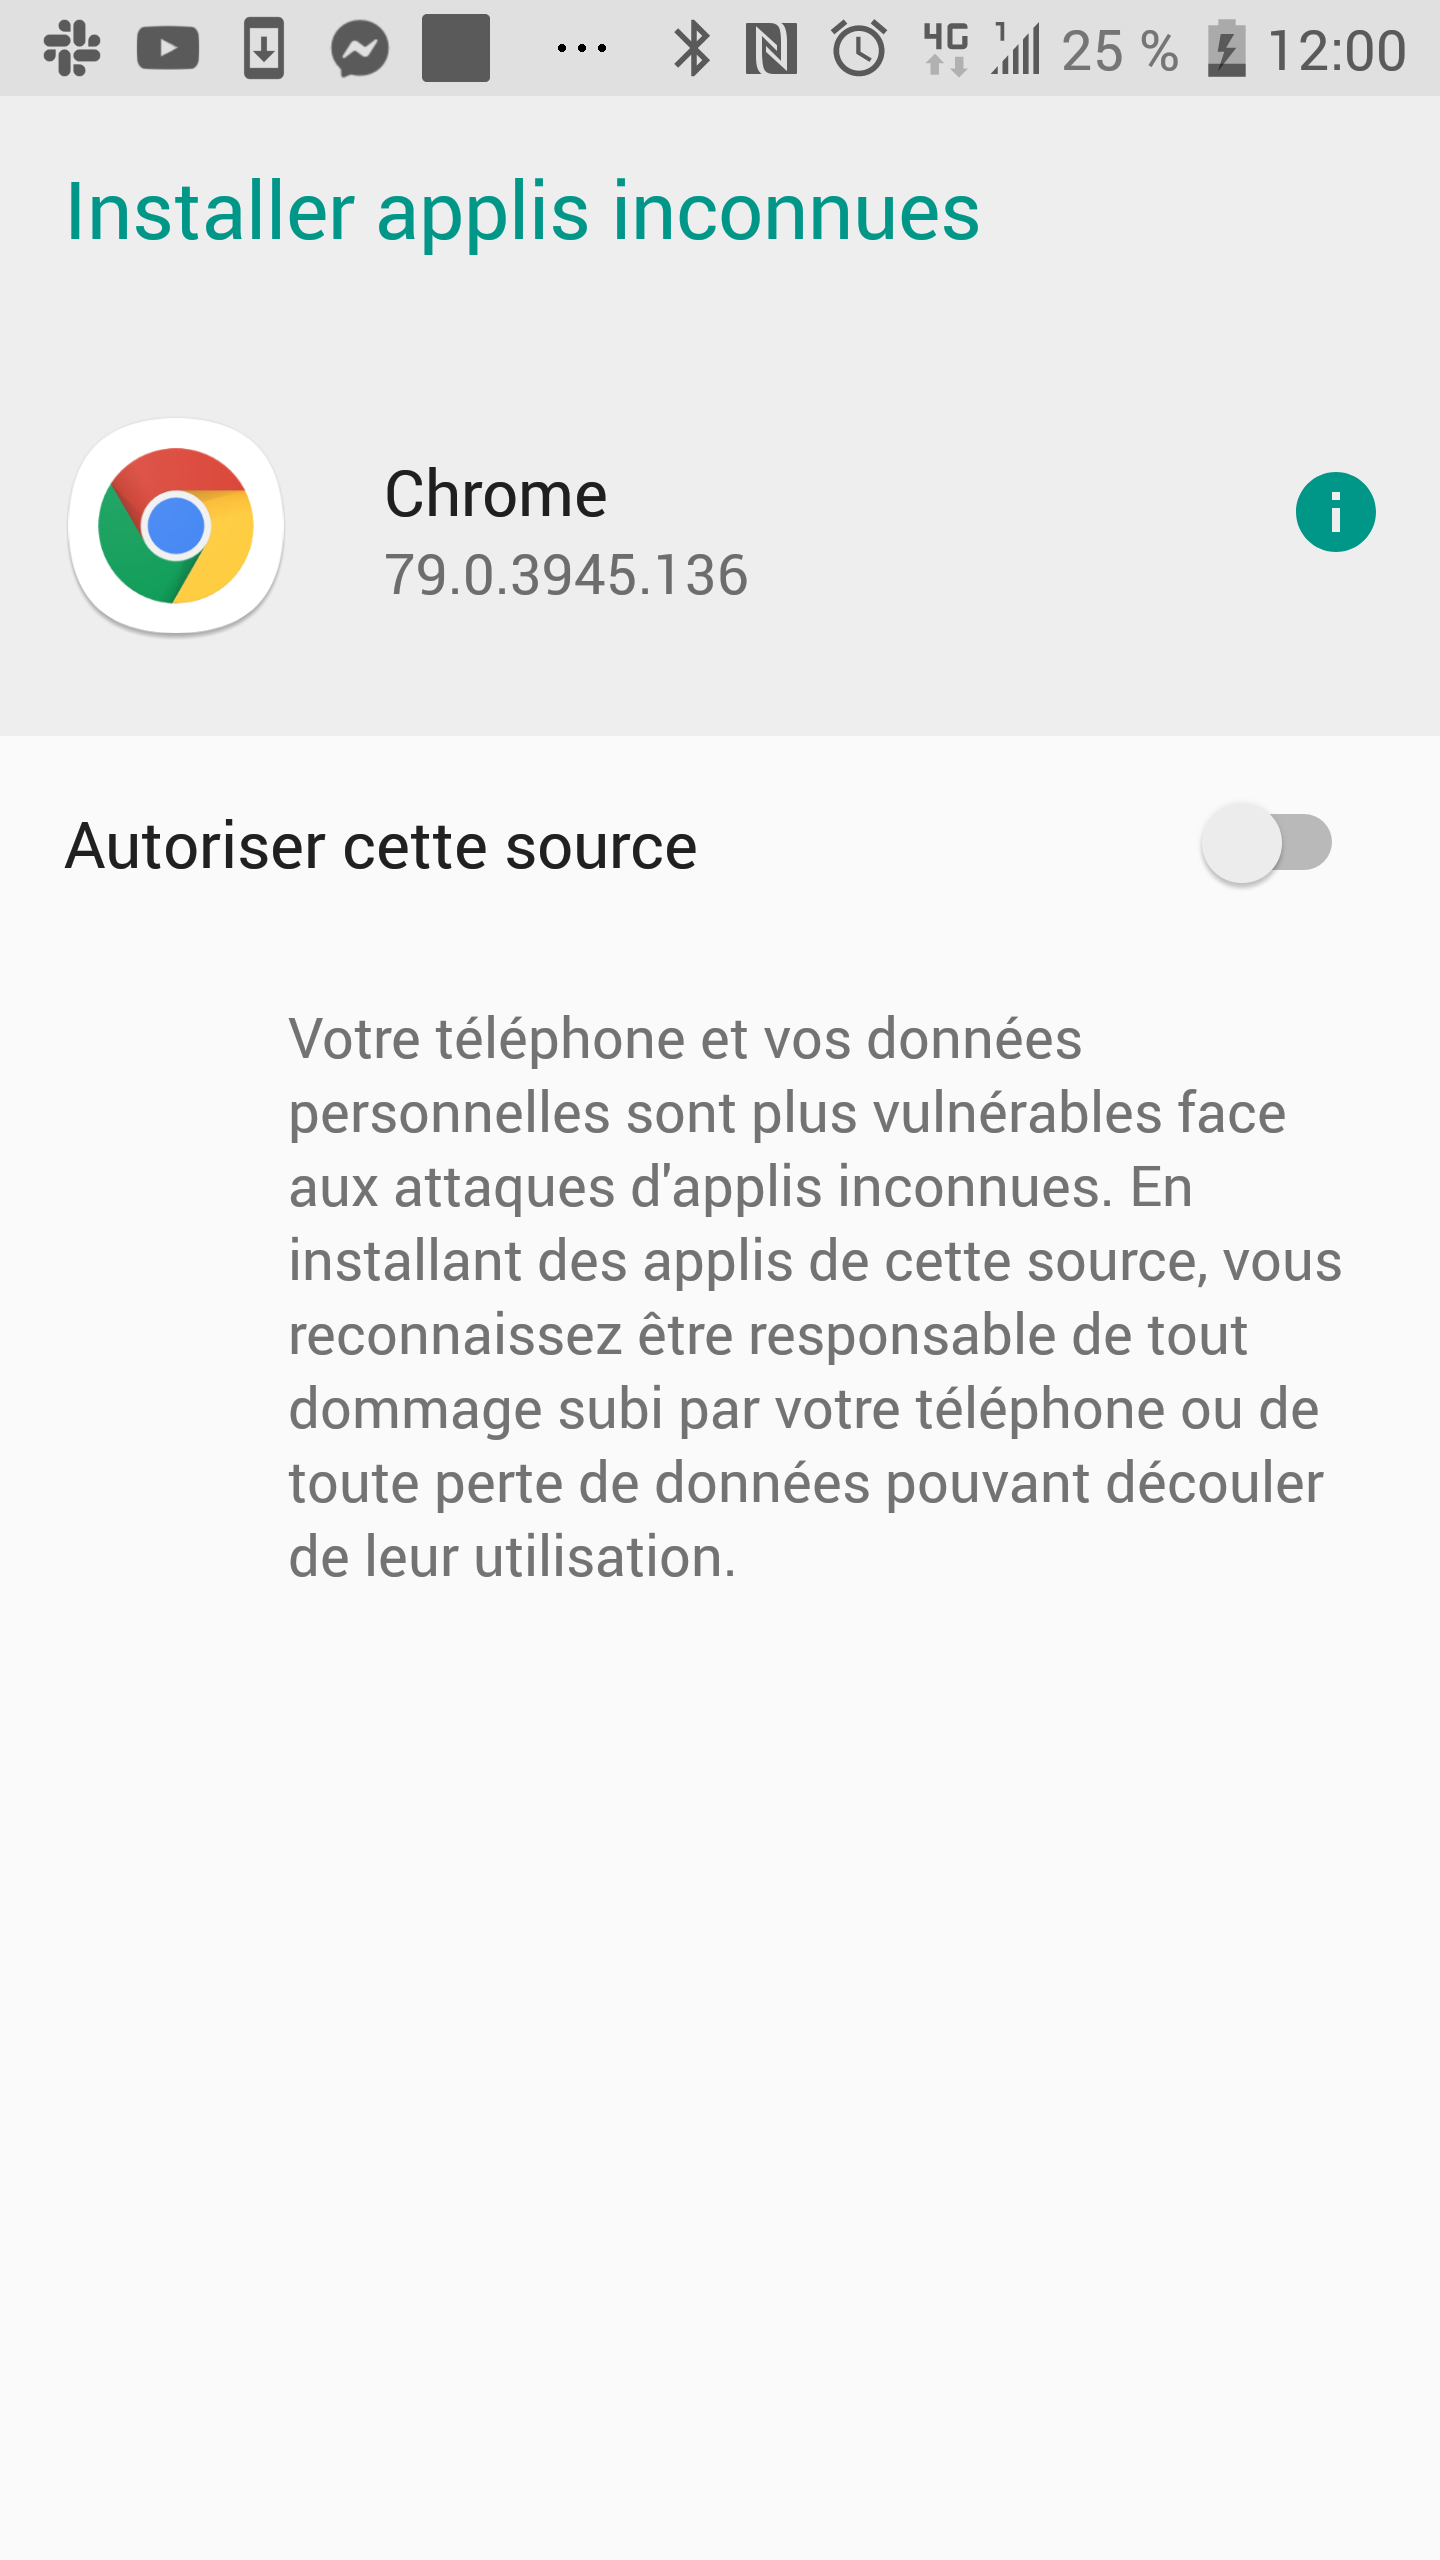 4G 1 25 % 12:00
Installer applis inconnues
Chrome
79.0.3945.136
Autoriser cette source
Votre téléphone et vos données
personnelles sont plus vulnérables face
aux attaques d'applis inconnues. En
installant des applis de cette source, vous
reconnaissez être responsable de tout
dommage subi par votre téléphone ou de
toute perte de données pouvant découler
de leur utilisation.